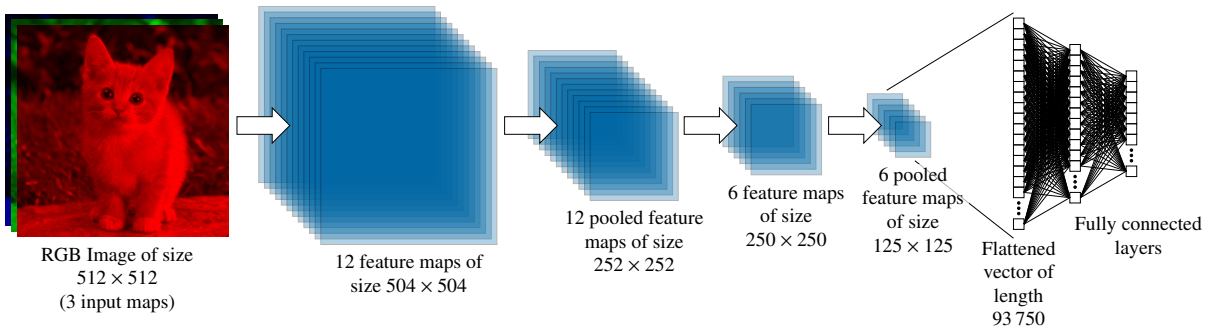 RGB Image of size
512 × 512
(3 input maps)
12 feature maps of
size 504 × 504
12 pooled feature
maps of size
252 × 252
6 feature maps
of size
250 × 250
6 pooled
feature maps
of size
125 × 125
Flattened
vector of
length
93 750
Fully connected
layers